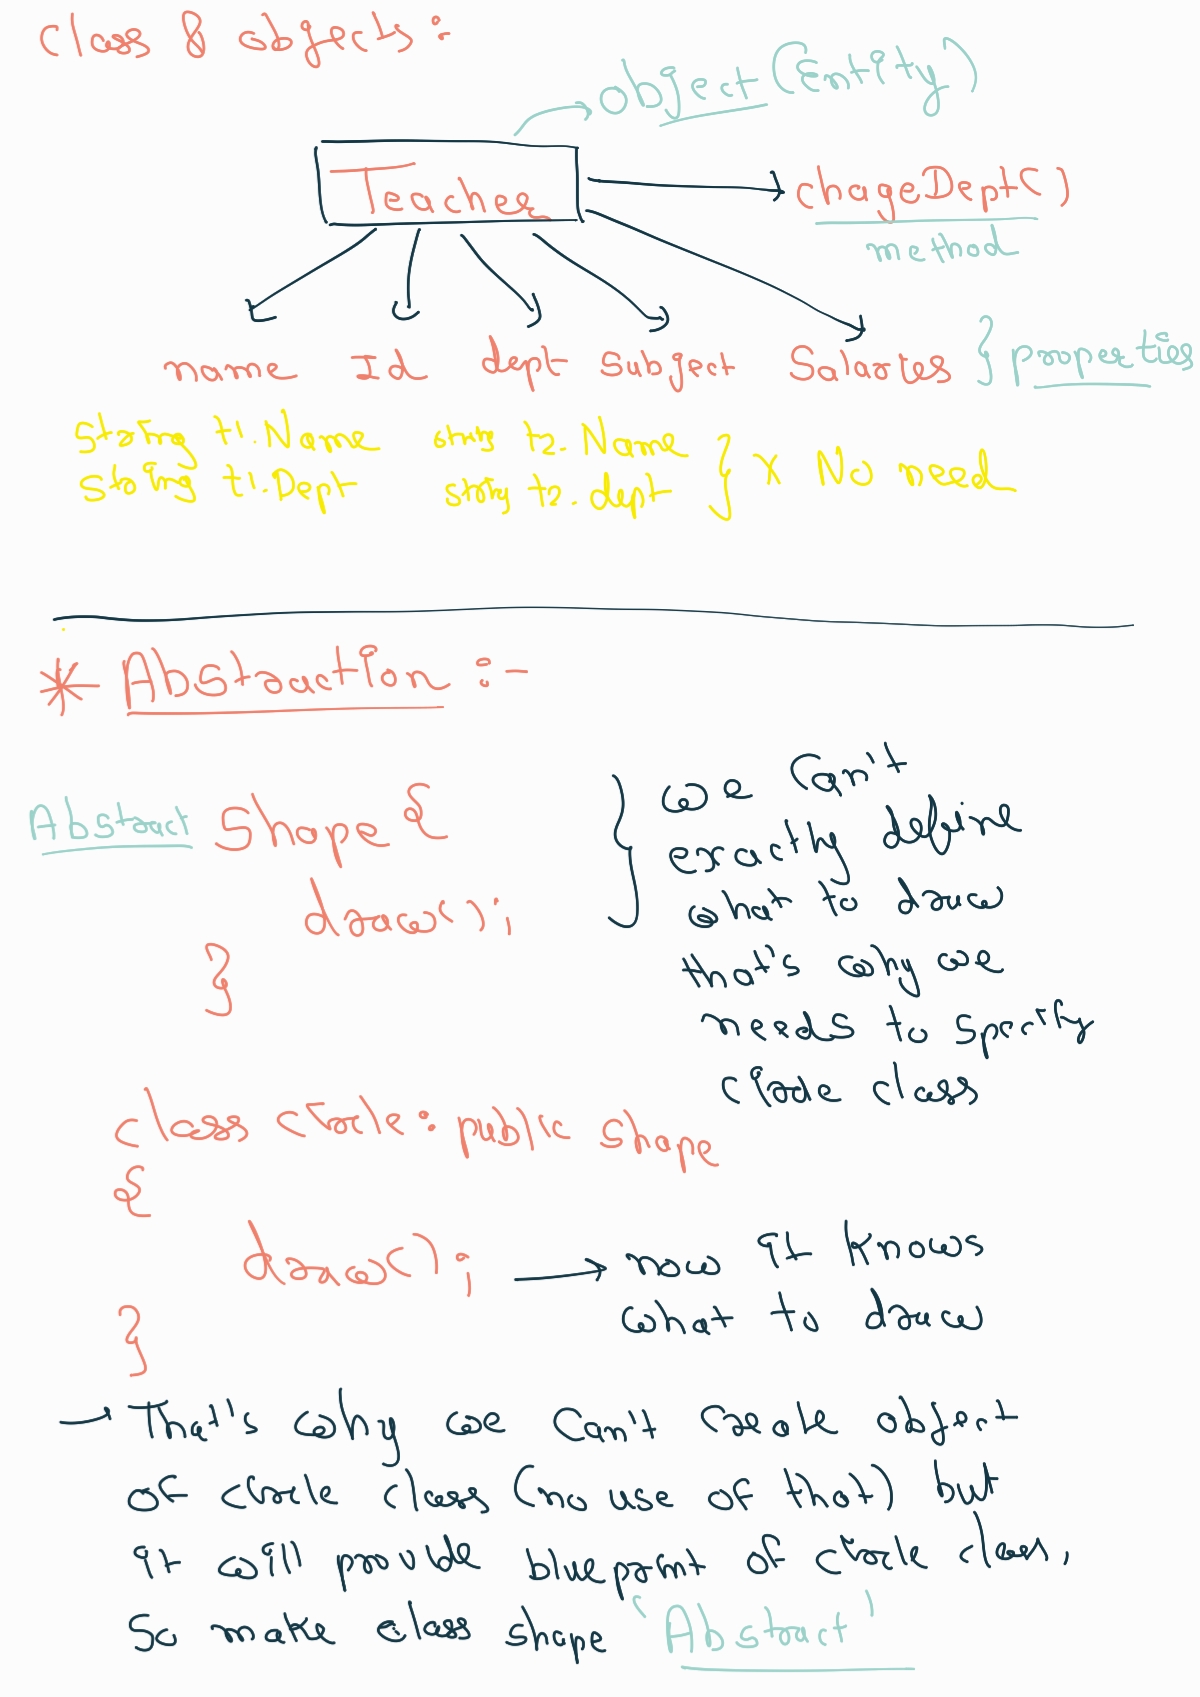 Class & objects:
object (Entity)
Teacher
chageDept()
method
name Id dept Subject Salaries } properties
String t1.Name string t2.Name
String t1.Dept string t2.dept } x No need
* Abstraction :-
Abstract Shape {
draw();
}
we can't
exactly define
what to draw
that's why we
needs to specify
circle class
class circle: public shape
{
draw(); → now it knows
what to draw
}
→ That's why we can't create object
of circle class (no use of that) but
it will provide blueprint of circle class,
So make class shape 'Abstract'